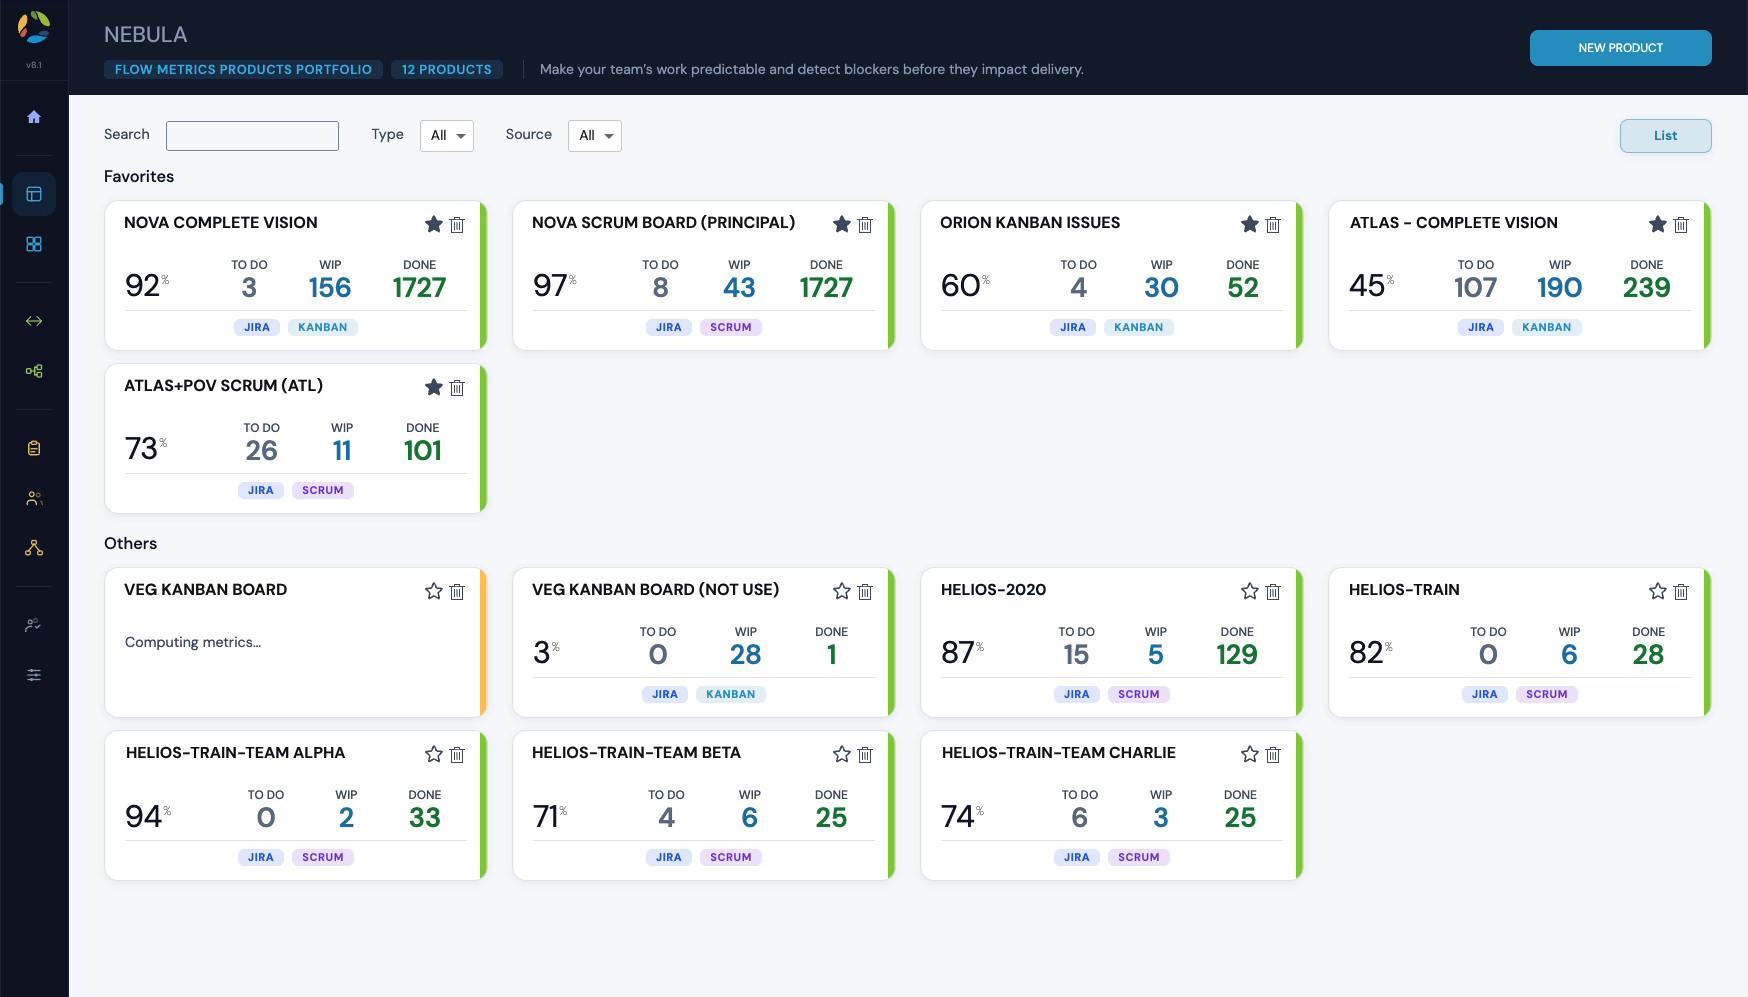 v8.1
NEBULA
FLOW METRICS PRODUCTS PORTFOLIO 12 PRODUCTS Make your team's work predictable and detect blockers before they impact delivery.
NEW PRODUCT
Search Type All Source All List
Favorites
NOVA COMPLETE VISION
TO DO WIP DONE
92% 3 156 1727
JIRA KANBAN
NOVA SCRUM BOARD (PRINCIPAL)
TO DO WIP DONE
97% 8 43 1727
JIRA SCRUM
ORION KANBAN ISSUES
TO DO WIP DONE
60% 4 30 52
JIRA KANBAN
ATLAS - COMPLETE VISION
TO DO WIP DONE
45% 107 190 239
JIRA KANBAN
ATLAS+POV SCRUM (ATL)
TO DO WIP DONE
73% 26 11 101
JIRA SCRUM
Others
VEG KANBAN BOARD
Computing metrics...
VEG KANBAN BOARD (NOT USE)
TO DO WIP DONE
3% 0 28 1
JIRA KANBAN
HELIOS-2020
TO DO WIP DONE
87% 15 5 129
JIRA SCRUM
HELIOS-TRAIN
TO DO WIP DONE
82% 0 6 28
JIRA SCRUM
HELIOS-TRAIN-TEAM ALPHA
TO DO WIP DONE
94% 0 2 33
JIRA SCRUM
HELIOS-TRAIN-TEAM BETA
TO DO WIP DONE
71% 4 6 25
JIRA SCRUM
HELIOS-TRAIN-TEAM CHARLIE
TO DO WIP DONE
74% 6 3 25
JIRA SCRUM